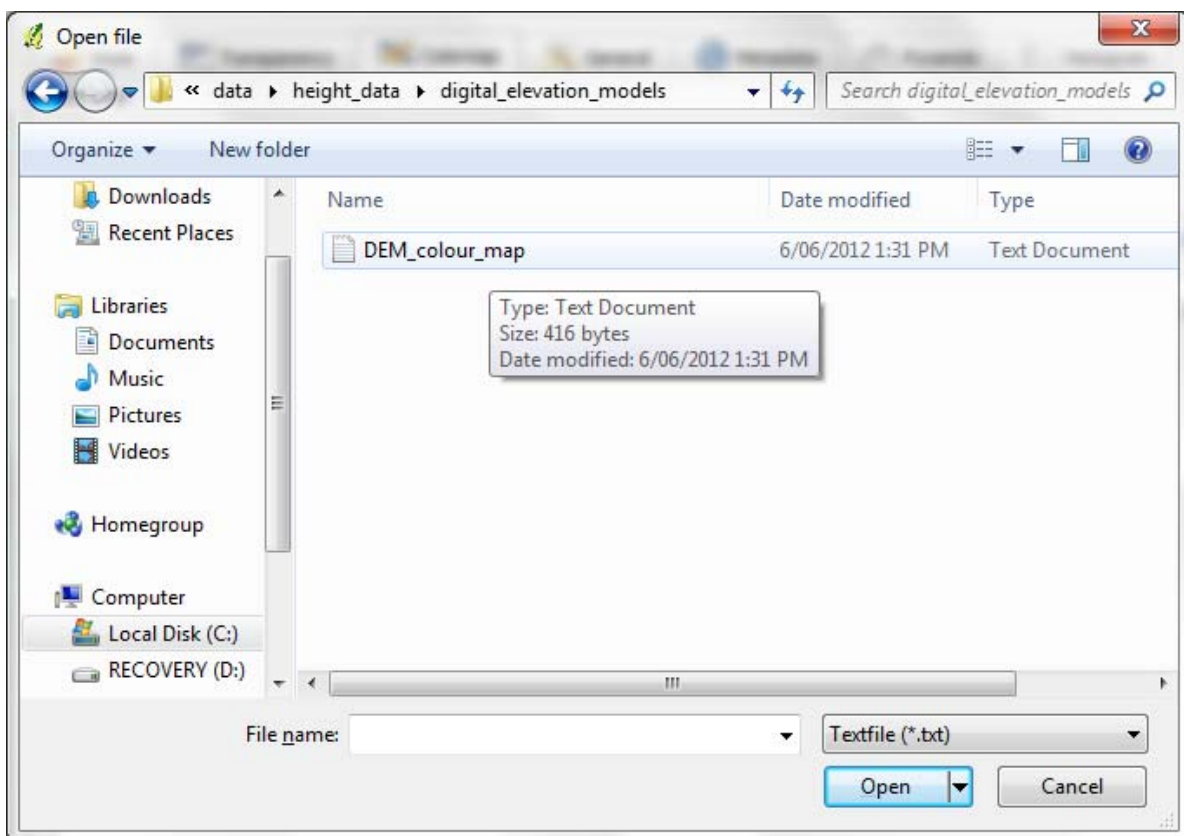 Open file
« data ▸ height_data ▸ digital_elevation_models
Search digital_elevation_models
Organize
New folder
Downloads
Recent Places
Libraries
Documents
Music
Pictures
Videos
Homegroup
Computer
Local Disk (C:)
RECOVERY (D:)
Name Date modified Type
DEM_colour_map 6/06/2012 1:31 PM Text Document
Type: Text Document
Size: 416 bytes
Date modified: 6/06/2012 1:31 PM
File name:
Textfile (*.txt)
Open
Cancel